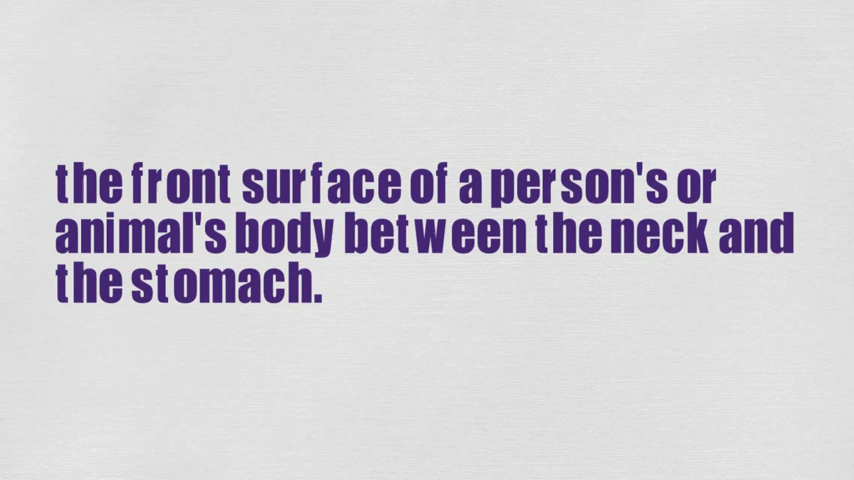 the front surface of a person's or
animal's body between the neck and
the stomach.